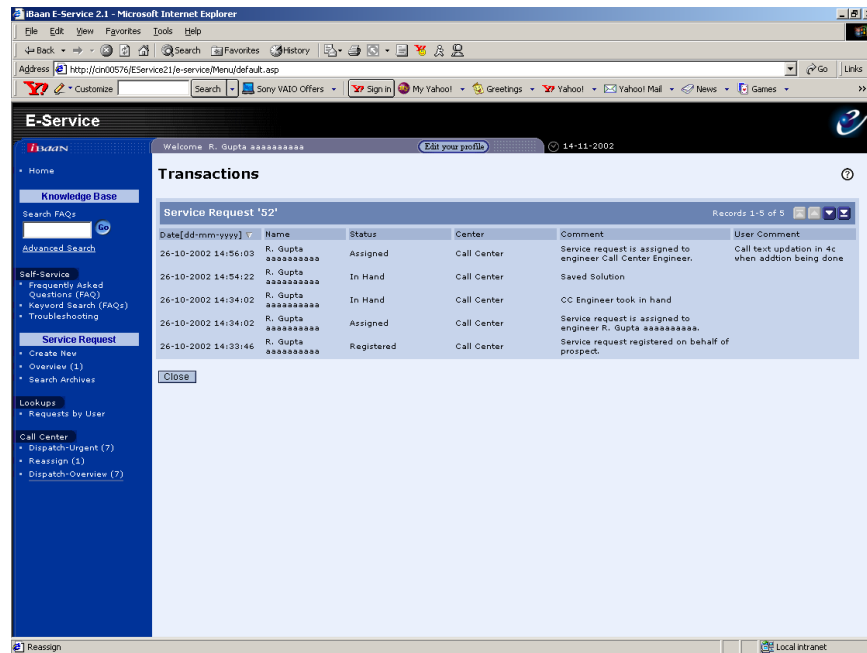 iBaan E-Service 2.1 - Microsoft Internet Explorer
File Edit View Favorites Tools Help
Back Search Favorites History
Address http://cin00576/EService21/e-service/Menu/default.asp Go Links
Y? Customize Search Sony VAIO Offers Sign in My Yahoo! Greetings Yahoo! Yahoo! Mail News Games »
E-Service
iBaan Welcome R. Gupta aaaaaaaaaa Edit your profile 14-11-2002
Home
Transactions
Knowledge Base
Search FAQs
Go
Advanced Search
Self-Service
Frequently Asked
Questions (FAQ)
Keyword Search (FAQs)
Troubleshooting
Service Request
Create New
Overview (1)
Search Archives
Lookups
Requests by User
Call Center
Dispatch-Urgent (7)
Reassign (1)
Dispatch-Overview (7)
Service Request '52' Records 1-5 of 5
Date[dd-mm-yyyy] Name Status Center Comment User Comment
26-10-2002 14:56:03 R. Gupta aaaaaaaaaa Assigned Call Center Service request is assigned to engineer Call Center Engineer. Call text updation in 4c when addtion being done
26-10-2002 14:54:22 R. Gupta aaaaaaaaaa In Hand Call Center Saved Solution
26-10-2002 14:34:02 R. Gupta aaaaaaaaaa In Hand Call Center CC Engineer took in hand
26-10-2002 14:34:02 R. Gupta aaaaaaaaaa Assigned Call Center Service request is assigned to engineer R. Gupta aaaaaaaaaa.
26-10-2002 14:33:46 R. Gupta aaaaaaaaaa Registered Call Center Service request registered on behalf of prospect.
Close
Reassign Local intranet